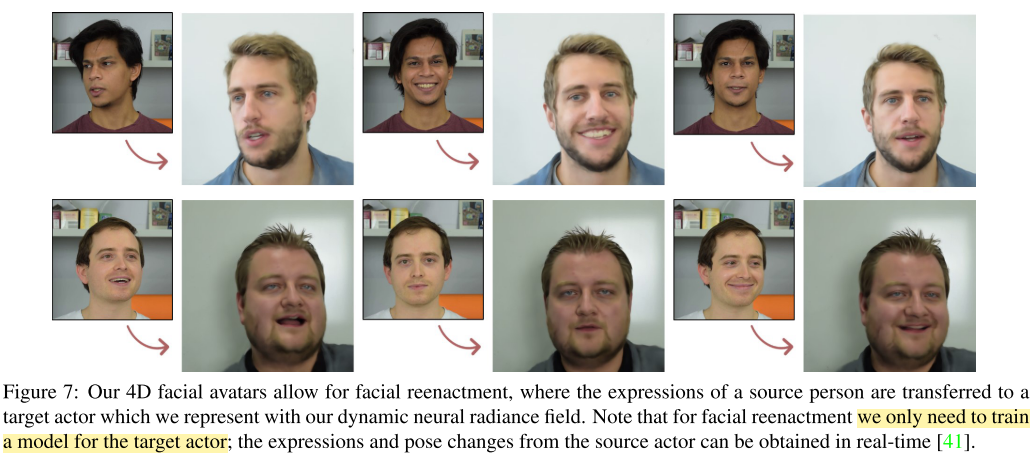 Figure 7: Our 4D facial avatars allow for facial reenactment, where the expressions of a source person are transferred to a
target actor which we represent with our dynamic neural radiance field. Note that for facial reenactment we only need to train
a model for the target actor; the expressions and pose changes from the source actor can be obtained in real-time [41].